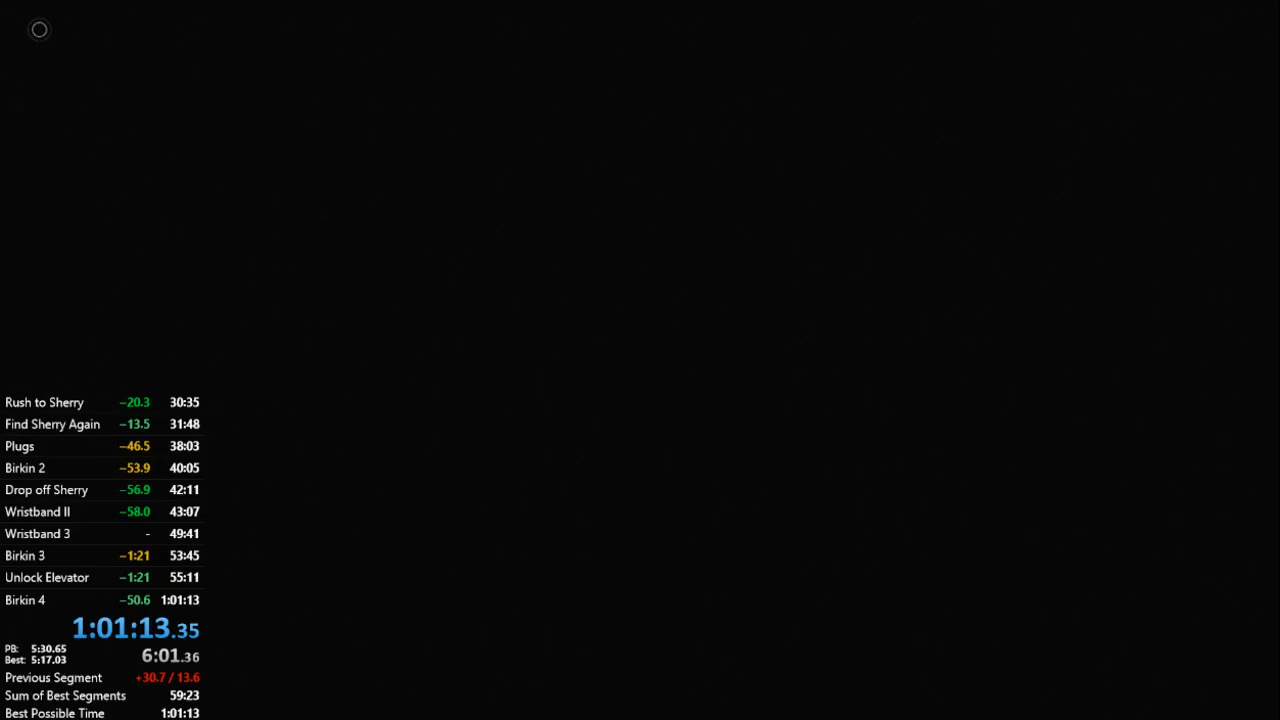 Rush to Sherry −20.3 30:35
Find Sherry Again −13.5 31:48
Plugs −46.5 38:03
Birkin 2 −53.9 40:05
Drop off Sherry −56.9 42:11
Wristband II −58.0 43:07
Wristband 3 - 49:41
Birkin 3 −1:21 53:45
Unlock Elevator −1:21 55:11
Birkin 4 −50.6 1:01:13
1:01:13.35
PB: 5:30.65
Best: 5:17.03 6:01.36
Previous Segment +30.7 / 13.6
Sum of Best Segments 59:23
Best Possible Time 1:01:13